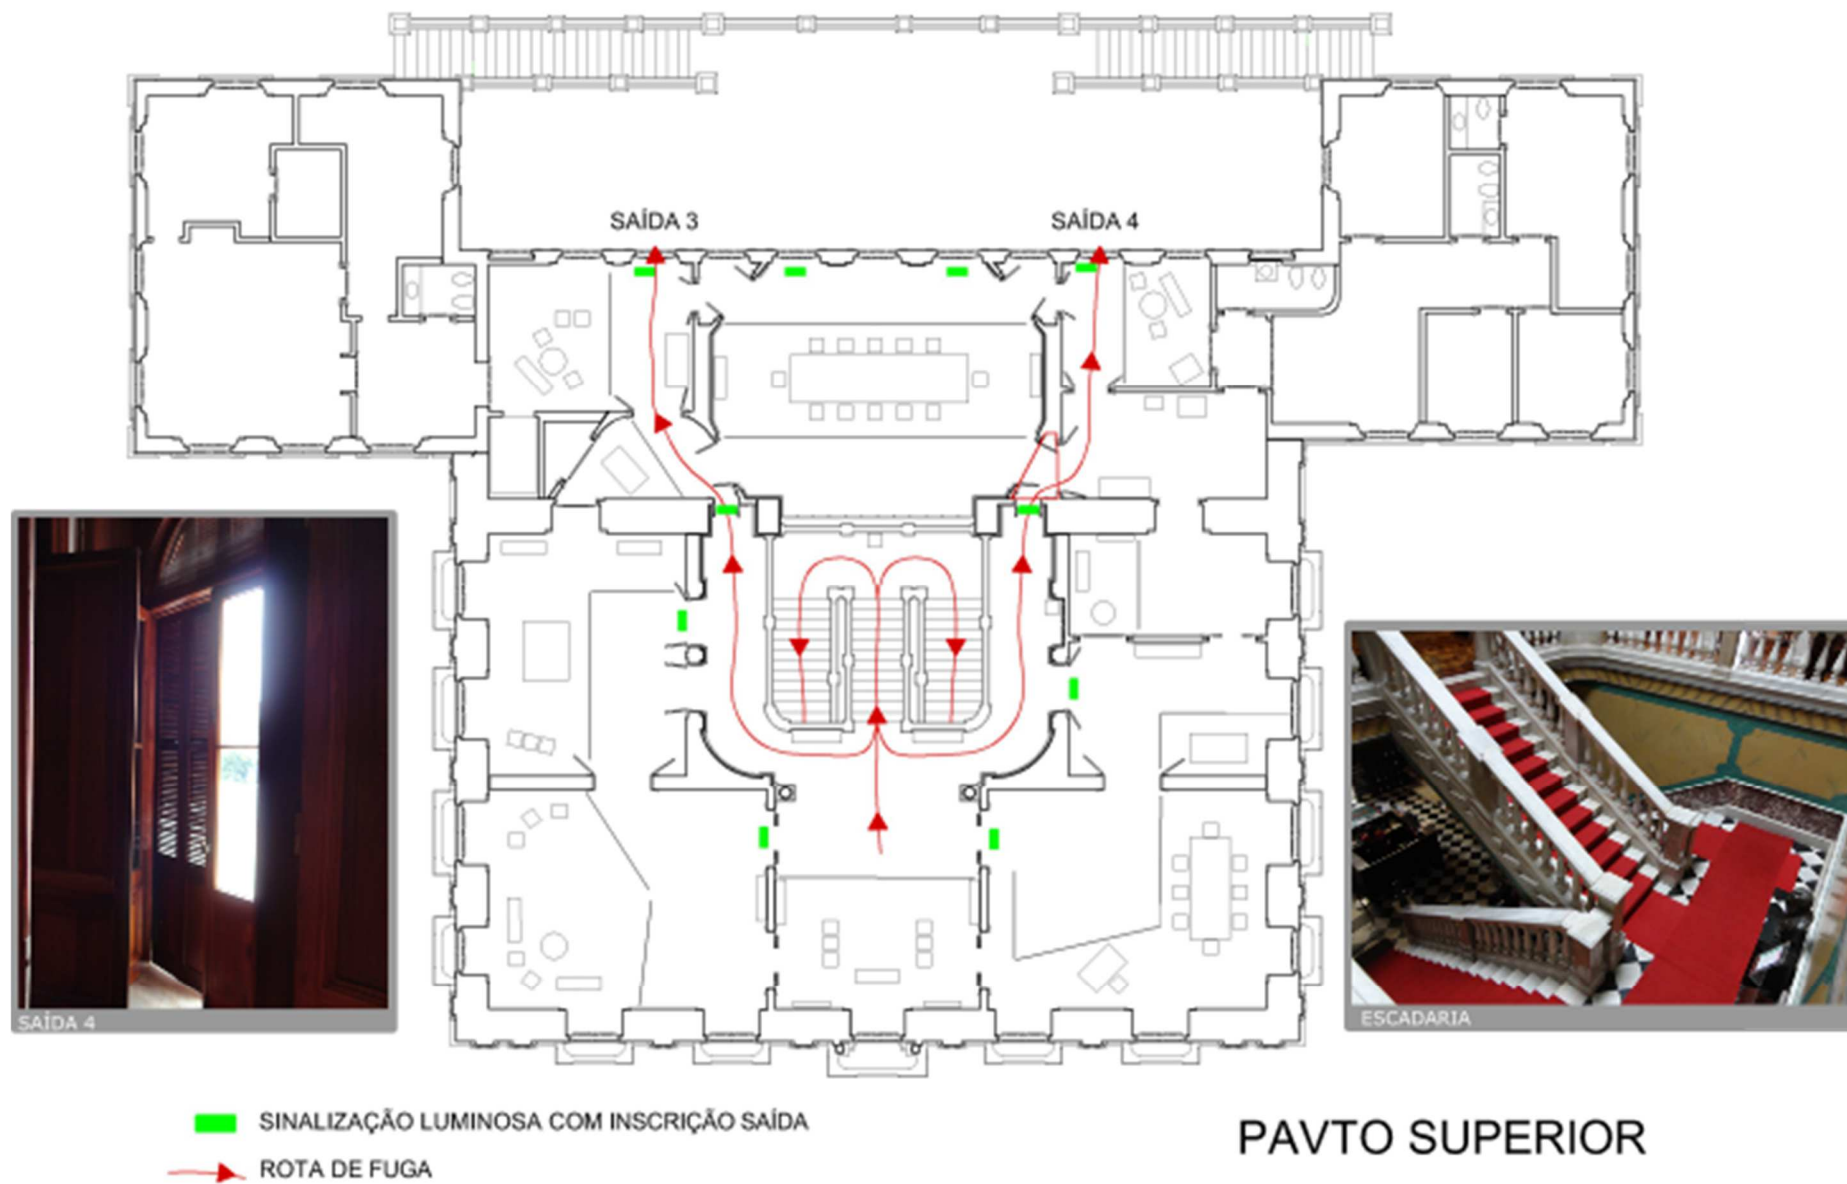 SAÍDA 3
SAÍDA 4
SAÍDA 4
ESCADARIA
SINALIZAÇÃO LUMINOSA COM INSCRIÇÃO SAÍDA
ROTA DE FUGA
PAVTO SUPERIOR